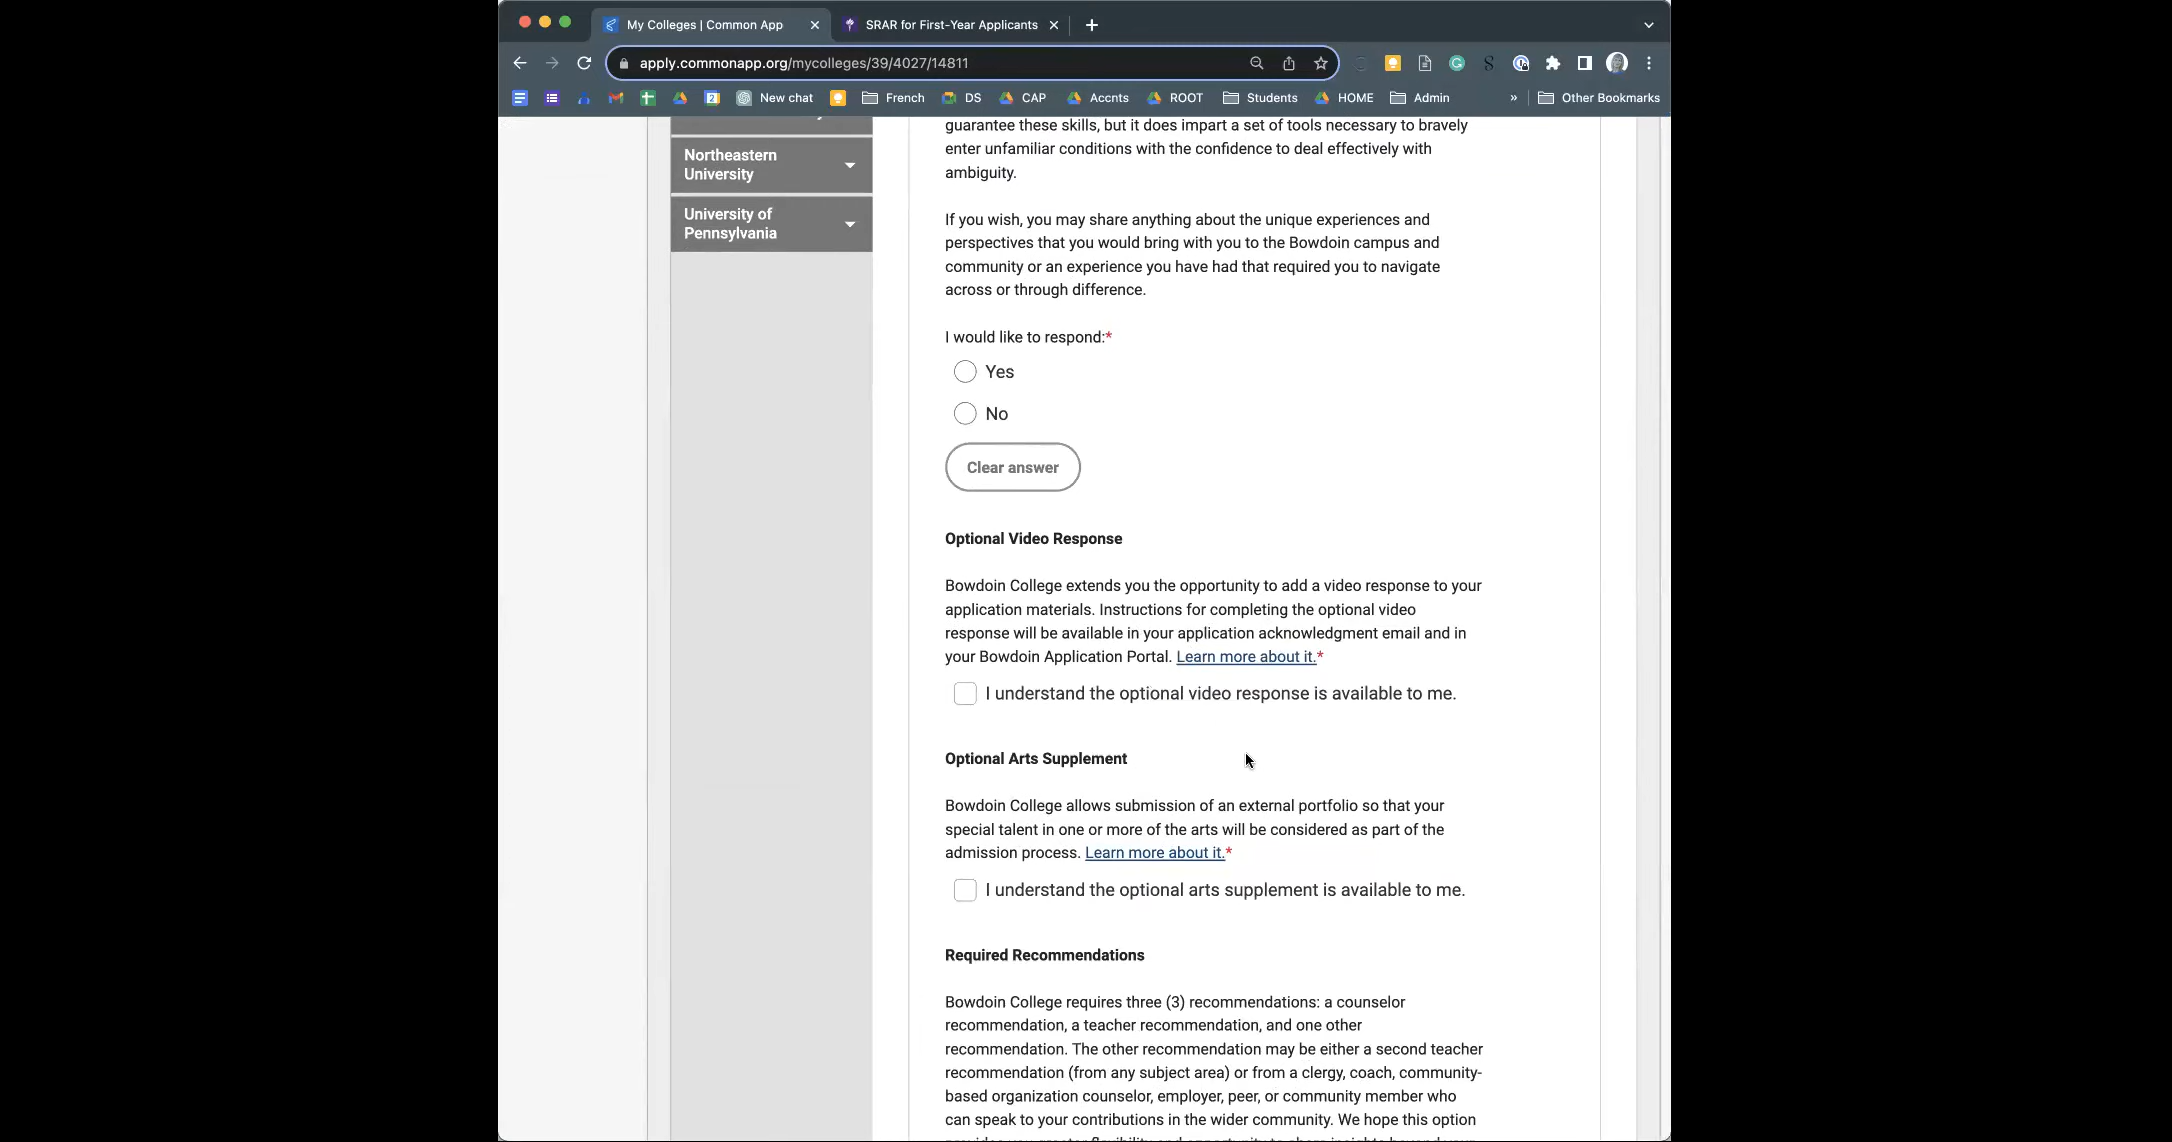 My Colleges | Common App
SRAR for First-Year Applicants
apply.commonapp.org/mycolleges/39/4027/14811
New chat
French
DS
CAP
Accnts
ROOT
Students
HOME
Admin
»
Other Bookmarks
Northeastern
University
University of
Pennsylvania
guarantee these skills, but it does impart a set of tools necessary to bravely
enter unfamiliar conditions with the confidence to deal effectively with
ambiguity.
If you wish, you may share anything about the unique experiences and
perspectives that you would bring with you to the Bowdoin campus and
community or an experience you have had that required you to navigate
across or through difference.
I would like to respond:*
Yes
No
Clear answer
Optional Video Response
Bowdoin College extends you the opportunity to add a video response to your
application materials. Instructions for completing the optional video
response will be available in your application acknowledgment email and in
your Bowdoin Application Portal. Learn more about it.*
I understand the optional video response is available to me.
Optional Arts Supplement
Bowdoin College allows submission of an external portfolio so that your
special talent in one or more of the arts will be considered as part of the
admission process. Learn more about it.*
I understand the optional arts supplement is available to me.
Required Recommendations
Bowdoin College requires three (3) recommendations: a counselor
recommendation, a teacher recommendation, and one other
recommendation. The other recommendation may be either a second teacher
recommendation (from any subject area) or from a clergy, coach, community-
based organization counselor, employer, peer, or community member who
can speak to your contributions in the wider community. We hope this option